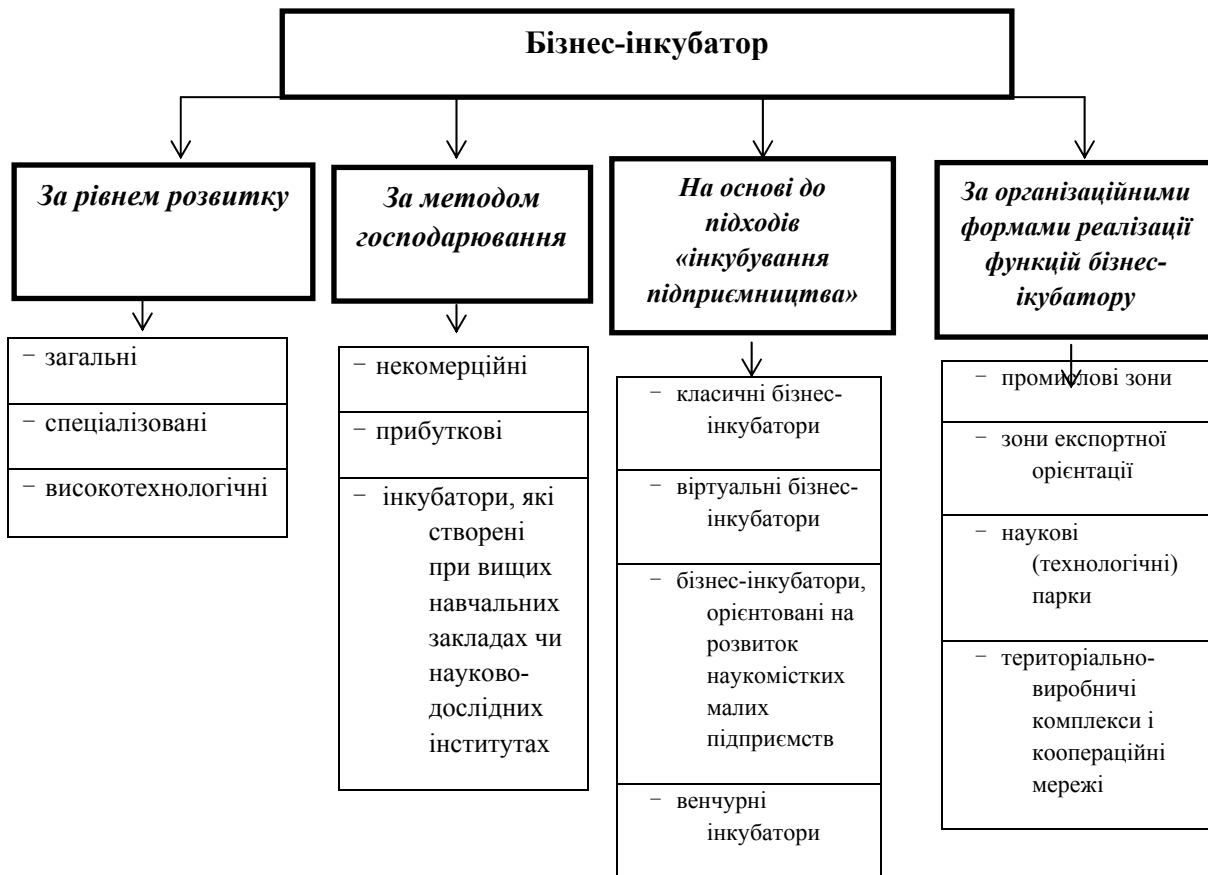 Бізнес-інкубатор
За рівнем розвитку
За методом
господарювання
На основі до
підходів
«інкубування
підприємництва»
За організаційними
формами реалізації
функцій бізнес-
ікубатору
− загальні
− спеціалізовані
− високотехнологічні
− некомерційні
− прибуткові
− інкубатори, які
створені
при вищих
навчальних
закладах чи
науково-
дослідних
інститутах
− класичні бізнес-
інкубатори
− віртуальні бізнес-
інкубатори
− бізнес-інкубатори,
орієнтовані на
розвиток
наукомістких
малих
підприємств
− венчурні
інкубатори
− промислові зони
− зони експортної
орієнтації
− наукові
(технологічні)
парки
− територіально-
виробничі
комплекси і
коопераційні
мережі